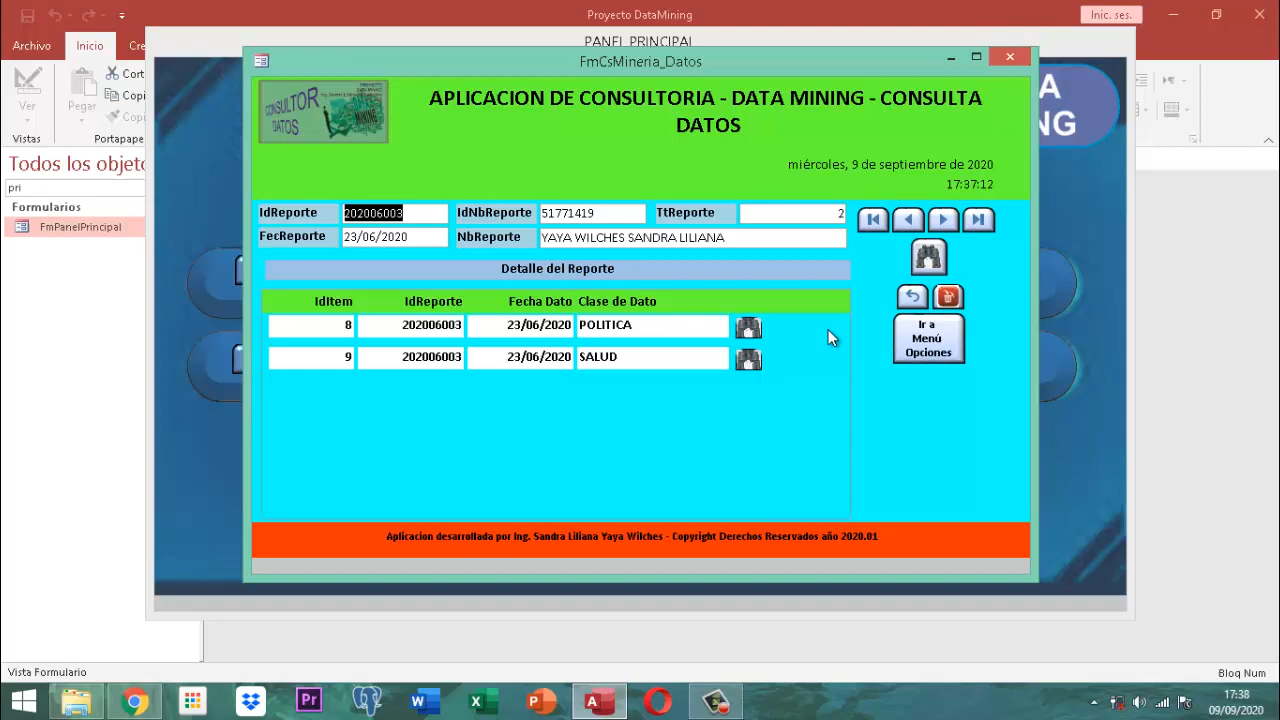 Proyecto DataMining
Inic. ses.
Archivo
Inicio
Cre
PANEL PRINCIPAL
FmCsMineria_Datos
Ver
Pegar
Cort
Copi
Copi
Vistas
Portapape
Todos los objeto
pri
Formularios
FmPanelPrincipal
CONSULTOR
DATOS
MINING
APLICACION DE CONSULTORIA - DATA MINING - CONSULTA
DATOS
A
NG
miércoles, 9 de septiembre de 2020
17:37:12
IdReporte 202006003 IdNbReporte 51771419 TtReporte 2
FecReporte 23/06/2020 NbReporte YAYA WILCHES SANDRA LILIANA
Detalle del Reporte
IdItem IdReporte Fecha Dato Clase de Dato
8 202006003 23/06/2020 POLITICA
9 202006003 23/06/2020 SALUD
Ir a
Menú
Opciones
Aplicacion desarrollada por Ing. Sandra Liliana Yaya Wilches - Copyright Derechos Reservados año 2020.01
Vista Formulario
Bloq Num
17:38
09/09/2020